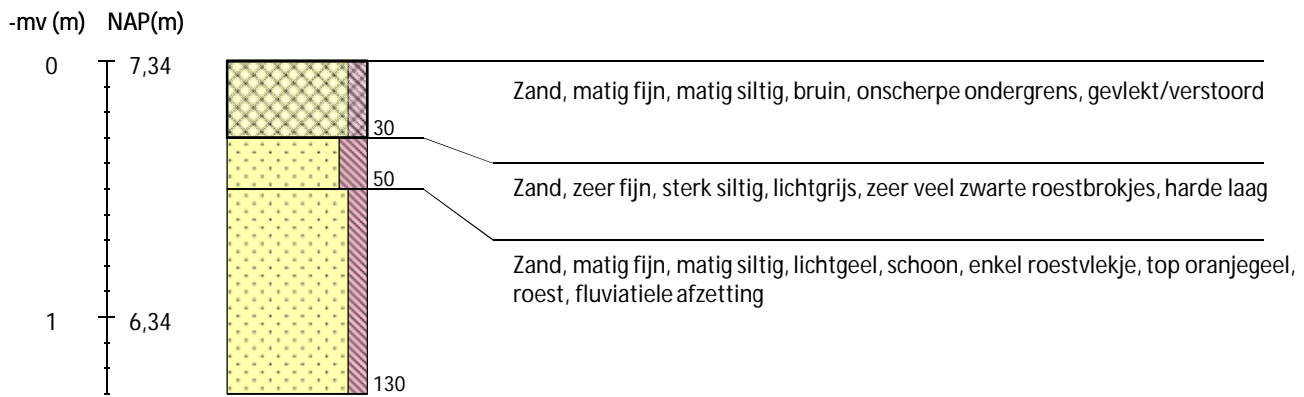 -mv (m) NAP(m)
0 7,34
Zand, matig fijn, matig siltig, bruin, onscherpe ondergrens, gevlekt/verstoord
30
50
Zand, zeer fijn, sterk siltig, lichtgrijs, zeer veel zwarte roestbrokjes, harde laag
Zand, matig fijn, matig siltig, lichtgeel, schoon, enkel roestvlekje, top oranjegeel,
roest, fluviatiele afzetting
1 6,34
130